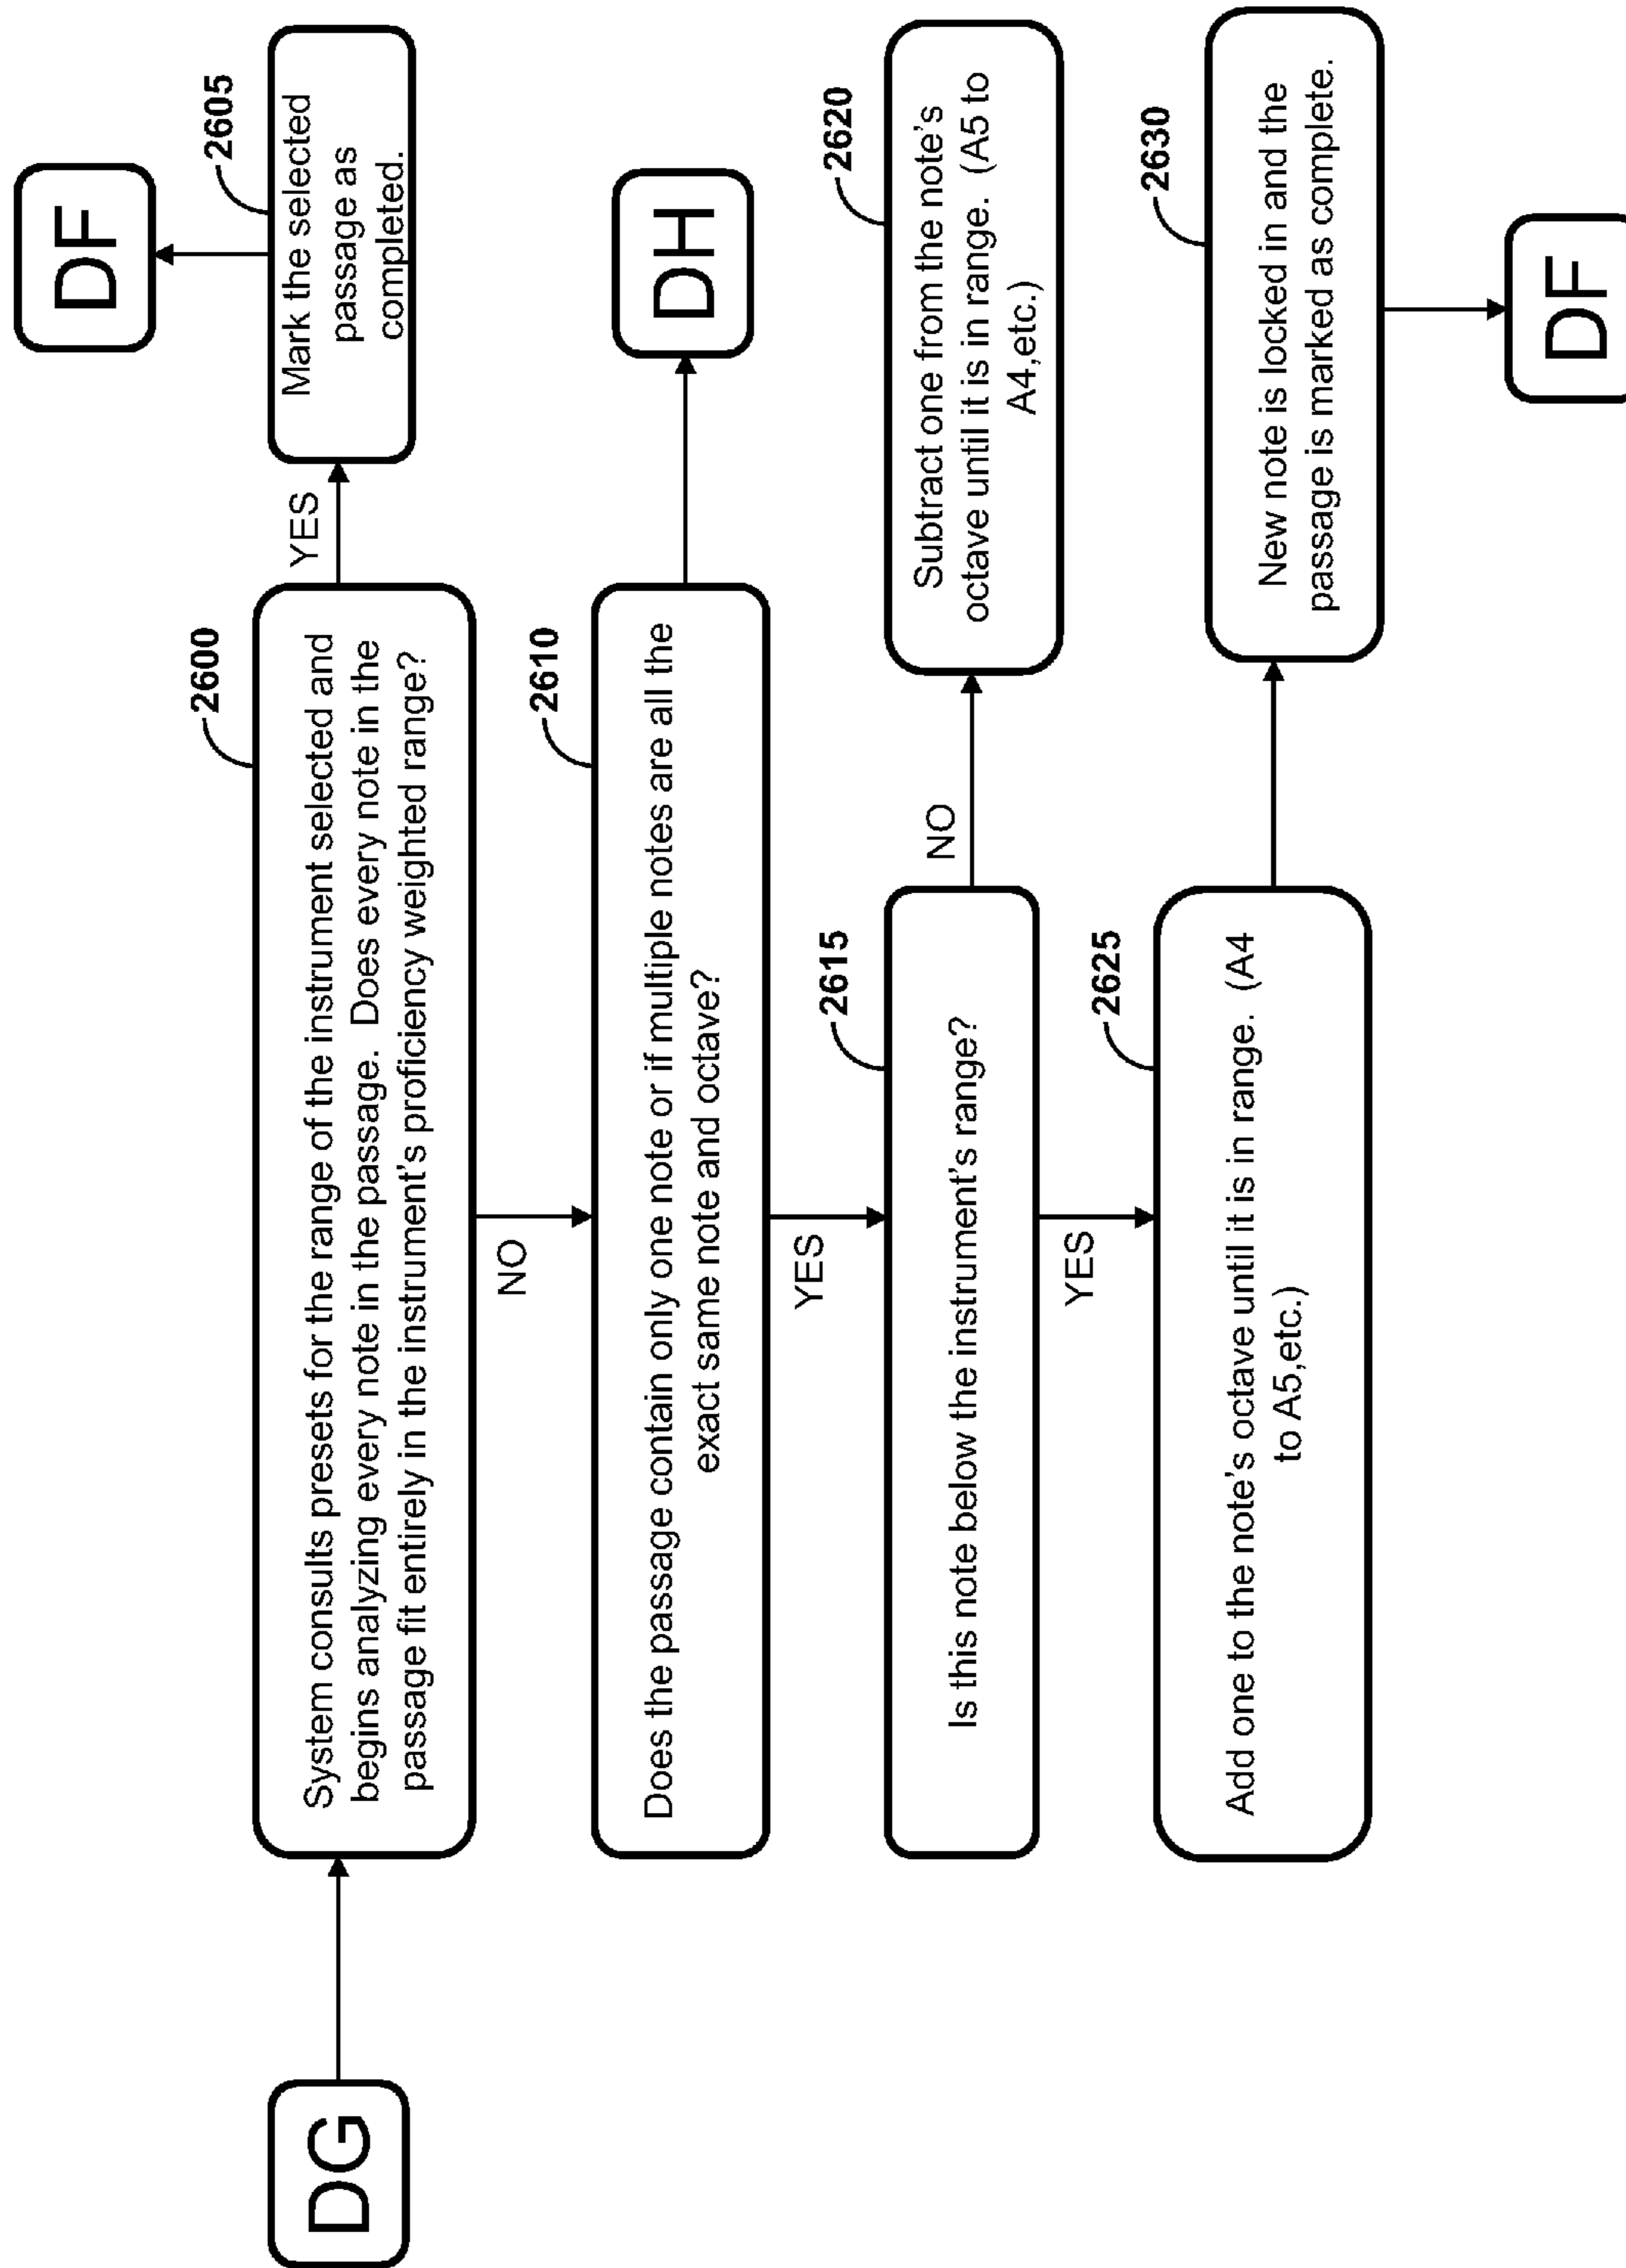 DG
2600
System consults presets for the range of the instrument selected and
begins analyzing every note in the passage.  Does every note in the
passage fit entirely in the instrument's proficiency weighted range?
YES
2605
Mark the selected
passage as
completed.
DF
NO
2610
Does the passage contain only one note or if multiple notes are all the
exact same note and octave?
DH
YES
2615
Is this note below the instrument's range?
NO
2620
Subtract one from the note's
octave until it is in range.  (A5 to
A4,etc.)
YES
2625
Add one to the note's octave until it is in range.  (A4
to A5,etc.)
2630
New note is locked in and the
passage is marked as complete.
DF